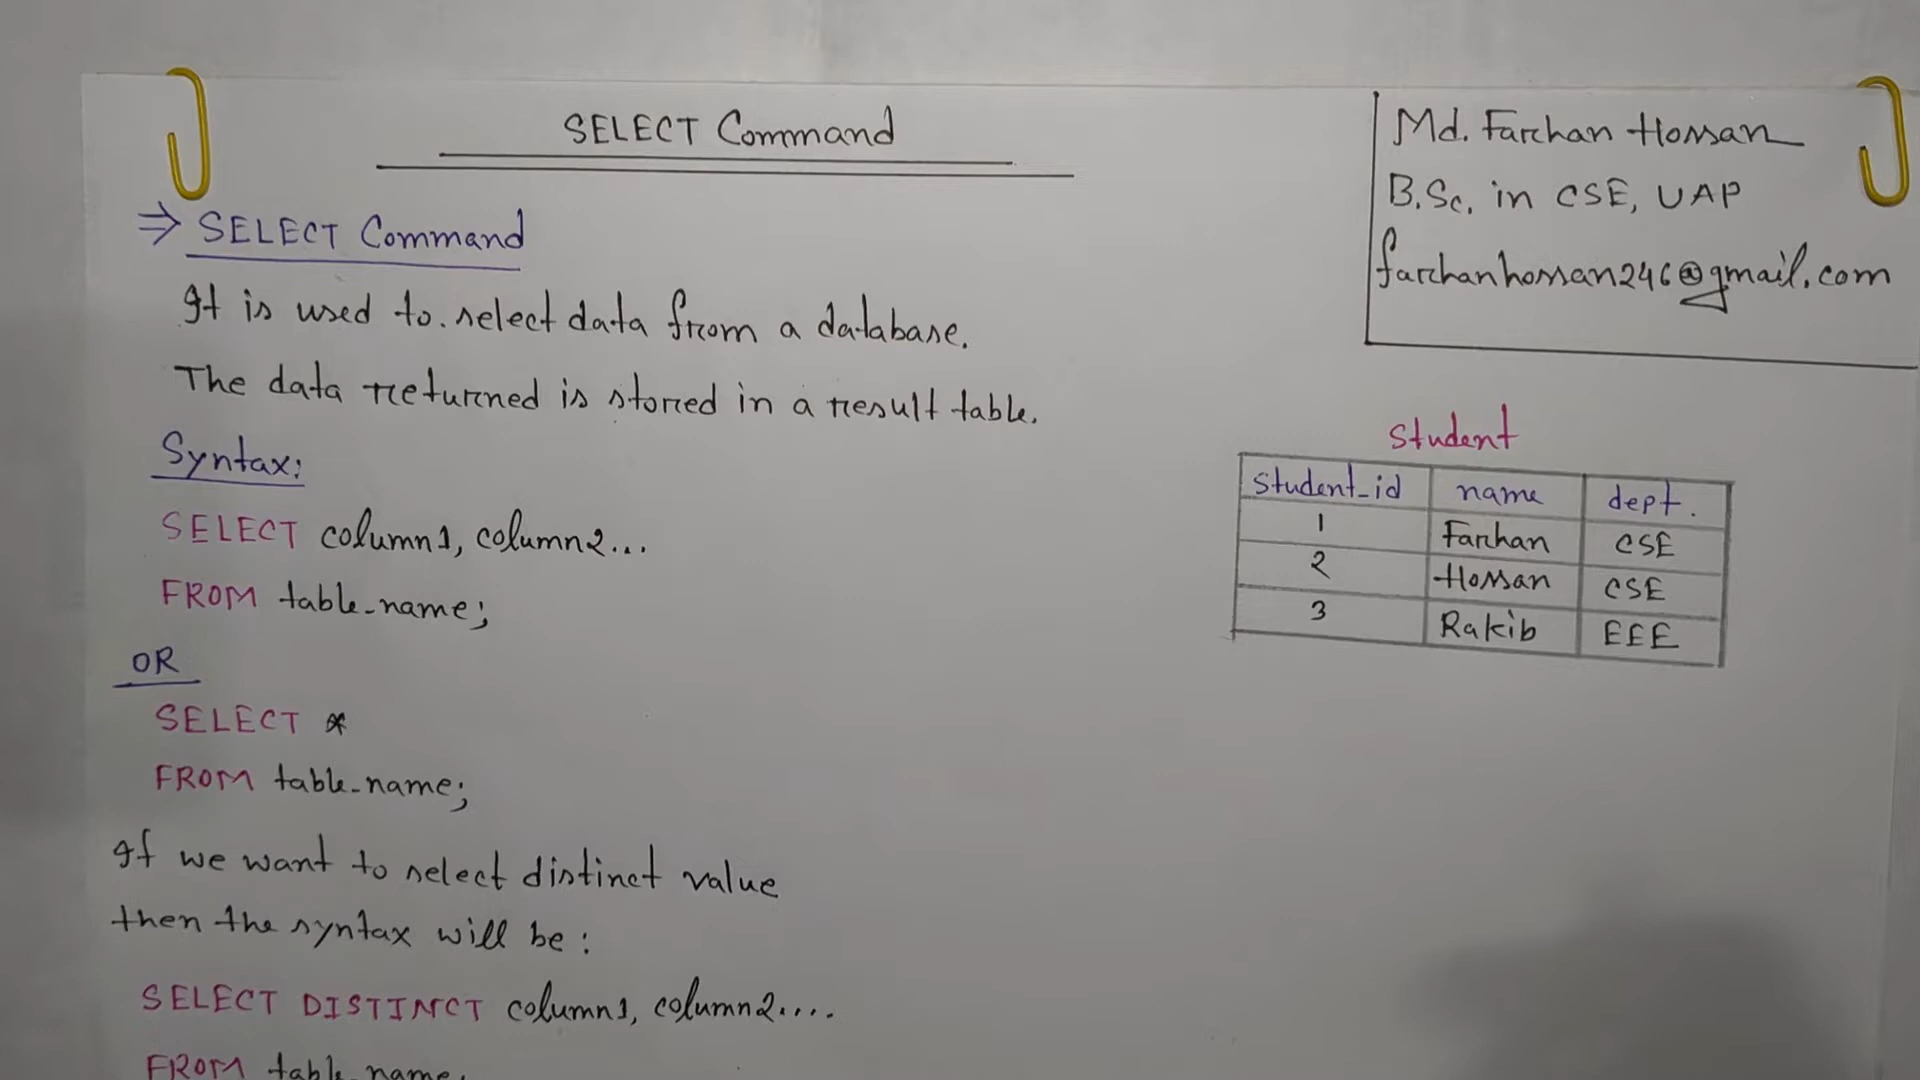 SELECT Command
Md. Farhan Hossan
B.Sc. in CSE, UAP
farhanhossan246@gmail.com
⇒ SELECT Command
It is used to select data from a database.
The data returned is stored in a result table.
Syntax:
SELECT column1, column2...
FROM table_name;
OR
SELECT *
FROM table_name;
If we want to select distinct value
then the syntax will be:
SELECT DISTINCT column1, column2....
FROM table_name;
Student
Student_id name dept.
1 Farhan CSE
2 Hossan CSE
3 Rakib EEE